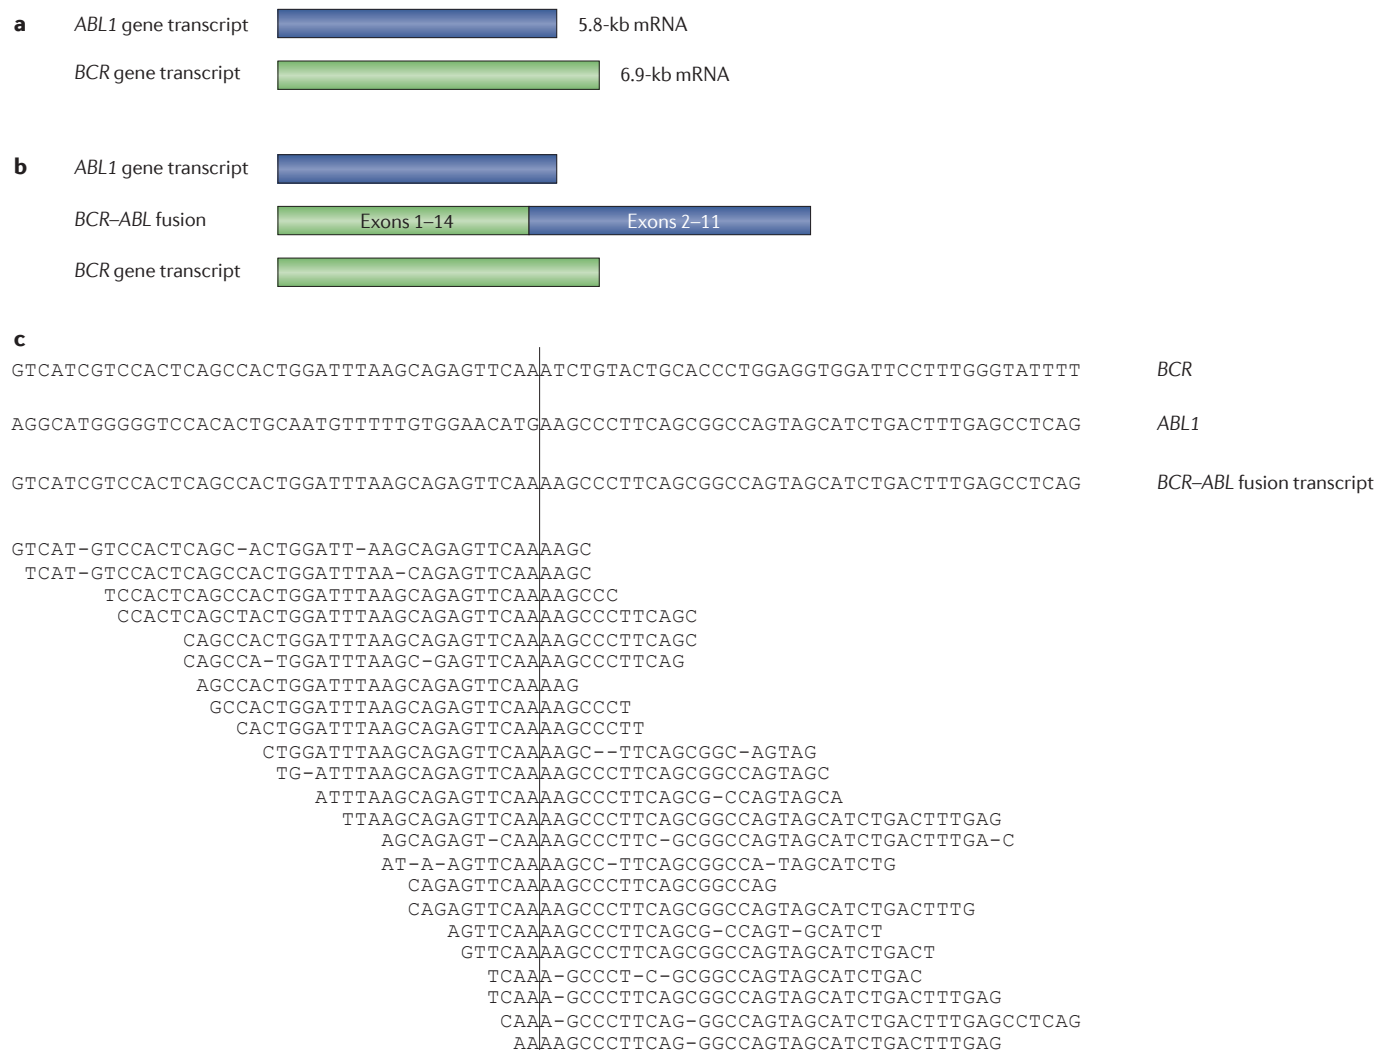 a
ABL1 gene transcript 5.8-kb mRNA
BCR gene transcript 6.9-kb mRNA
b
ABL1 gene transcript
BCR–ABL fusion Exons 1–14 Exons 2–11
BCR gene transcript
c
GTCATCGTCCACTCAGCCACTGGATTTAAGCAGAGTTCAAATCTGTACTGCACCCTGGAGGTGGATTCCTTTGGGTATTTT BCR
AGGCATGGGGGTCCACACTGCAATGTTTTTGTGGAACATGAAGCCCTTCAGCGGCCAGTAGCATCTGACTTTGAGCCTCAG ABL1
GTCATCGTCCACTCAGCCACTGGATTTAAGCAGAGTTCAAAAGCCCTTCAGCGGCCAGTAGCATCTGACTTTGAGCCTCAG BCR–ABL fusion transcript
GTCAT-GTCCACTCAGC-ACTGGATT-AAGCAGAGTTCAAAAGC
TCAT-GTCCACTCAGCCACTGGATTTAA-CAGAGTTCAAAAGC
TCCACTCAGCCACTGGATTTAAGCAGAGTTCAAAAGCCC
CCACTCAGCTACTGGATTTAAGCAGAGTTCAAAAGCCCTTCAGC
CAGCCACTGGATTTAAGCAGAGTTCAAAAGCCCTTCAGC
CAGCCA-TGGATTTAAGC-GAGTTCAAAAGCCCTTCAG
AGCCACTGGATTTAAGCAGAGTTCAAAAG
GCCACTGGATTTAAGCAGAGTTCAAAAGCCCT
CACTGGATTTAAGCAGAGTTCAAAAGCCCTT
CTGGATTTAAGCAGAGTTCAAAAGC--TTCAGCGGC-AGTAG
TG-ATTTAAGCAGAGTTCAAAAGCCCTTCAGCGGCCAGTAGC
ATTTAAGCAGAGTTCAAAAGCCCTTCAGCG-CCAGTAGCA
TTAAGCAGAGTTCAAAAGCCCTTCAGCGGCCAGTAGCATCTGACTTTGAG
AGCAGAGT-CAAAAGCCCTTC-GCGGCCAGTAGCATCTGACTTTGA-C
AT-A-AGTTCAAAAGCC-TTCAGCGGCCA-TAGCATCTG
CAGAGTTCAAAAGCCCTTCAGCGGCCAG
CAGAGTTCAAAAGCCCTTCAGCGGCCAGTAGCATCTGACTTTG
AGTTCAAAAGCCCTTCAGCG-CCAGT-GCATCT
GTTCAAAAGCCCTTCAGCGGCCAGTAGCATCTGACT
TCAAA-GCCCT-C-GCGGCCAGTAGCATCTGAC
TCAAA-GCCCTTCAGCGGCCAGTAGCATCTGACTTTGAG
CAAA-GCCCTTCAG-GGCCAGTAGCATCTGACTTTGAGCCTCAG
AAAAGCCCTTCAG-GGCCAGTAGCATCTGACTTTGAG